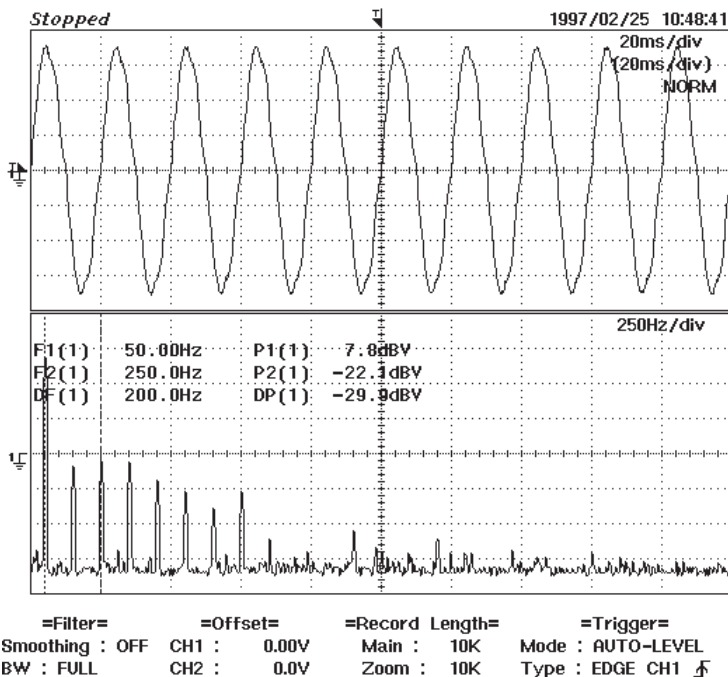 Stopped
1997/02/25 10:48:41
20ms/div
(20ms/div)
NORM
250Hz/div
F1(1) 50.00Hz P1(1) 7.8dBV
F2(1) 250.0Hz P2(1) -22.1dBV
DF(1) 200.0Hz DP(1) -29.9dBV
=Filter= =Offset= =Record Length= =Trigger=
Smoothing : OFF CH1 : 0.00V Main : 10K Mode : AUTO-LEVEL
BW : FULL CH2 : 0.0V Zoom : 10K Type : EDGE CH1